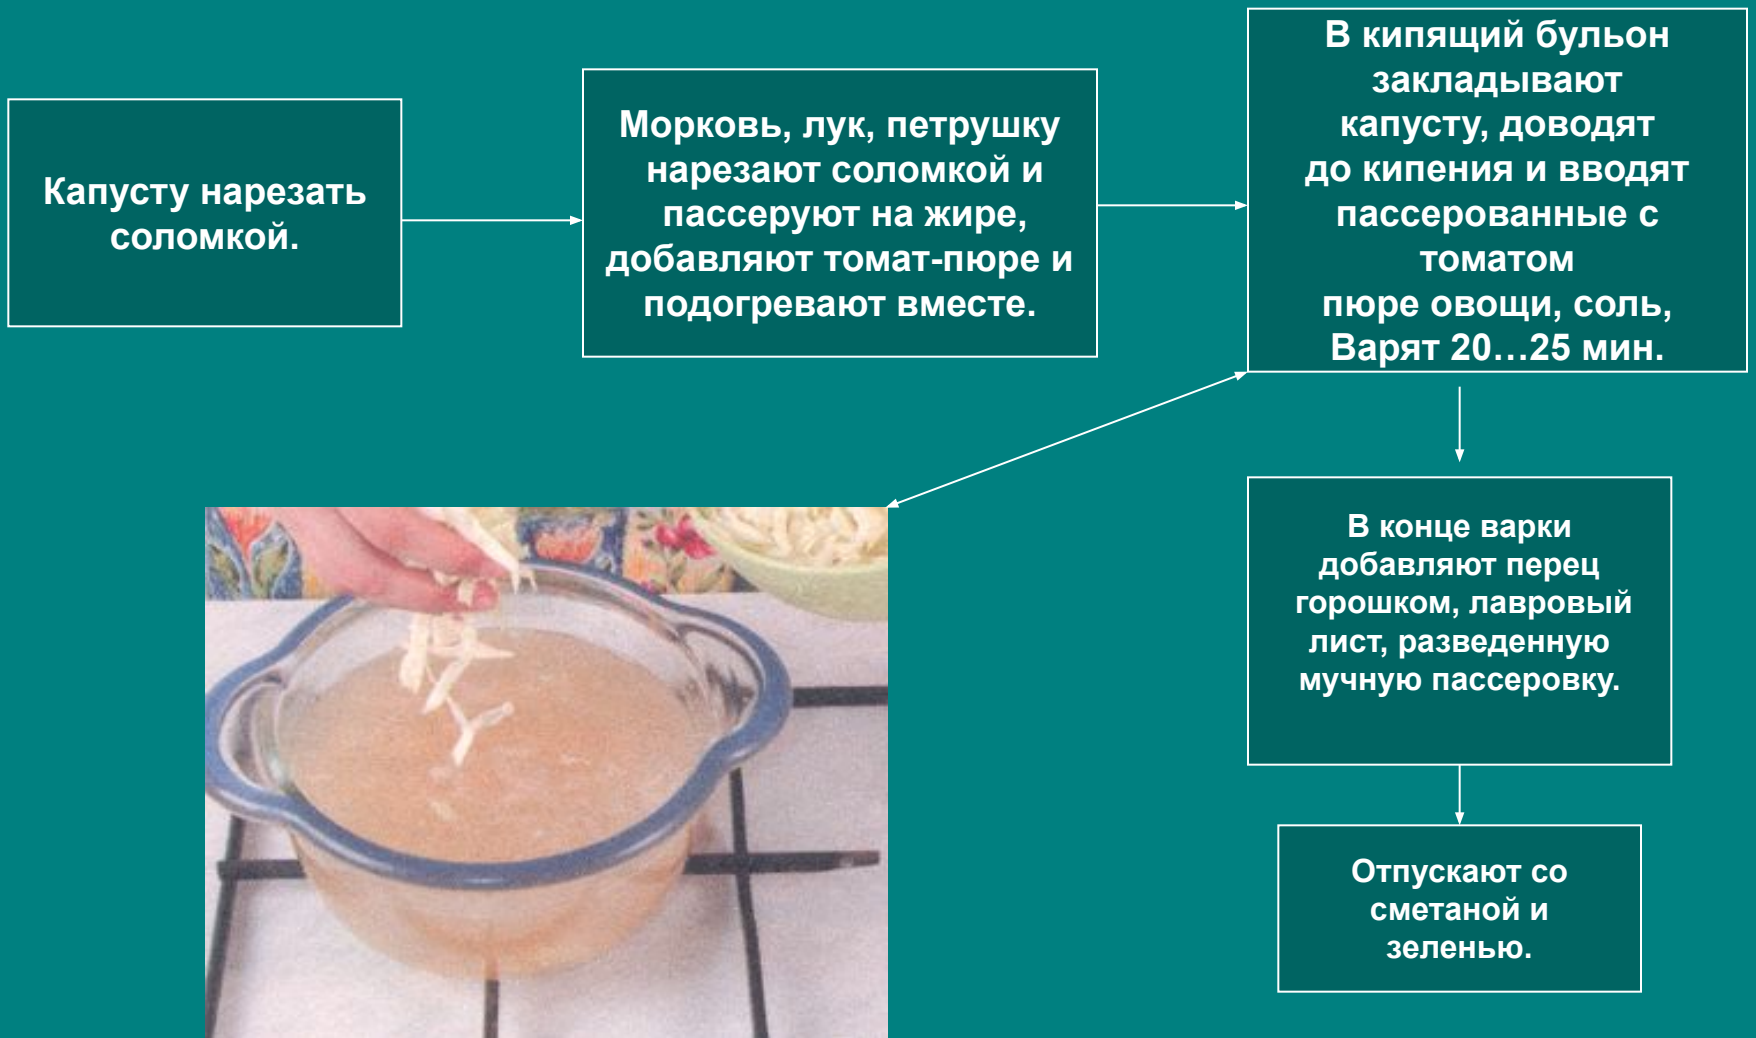 Капусту нарезать
соломкой.
Морковь, лук, петрушку
нарезают соломкой и
пассеруют на жире,
добавляют томат-пюре и
подогревают вместе.
В кипящий бульон
закладывают
капусту, доводят
до кипения и вводят
пассерованные с
томатом
пюре овощи, соль,
Варят 20…25 мин.
В конце варки
добавляют перец
горошком, лавровый
лист, разведенную
мучную пассеровку.
Отпускают со
сметаной и
зеленью.